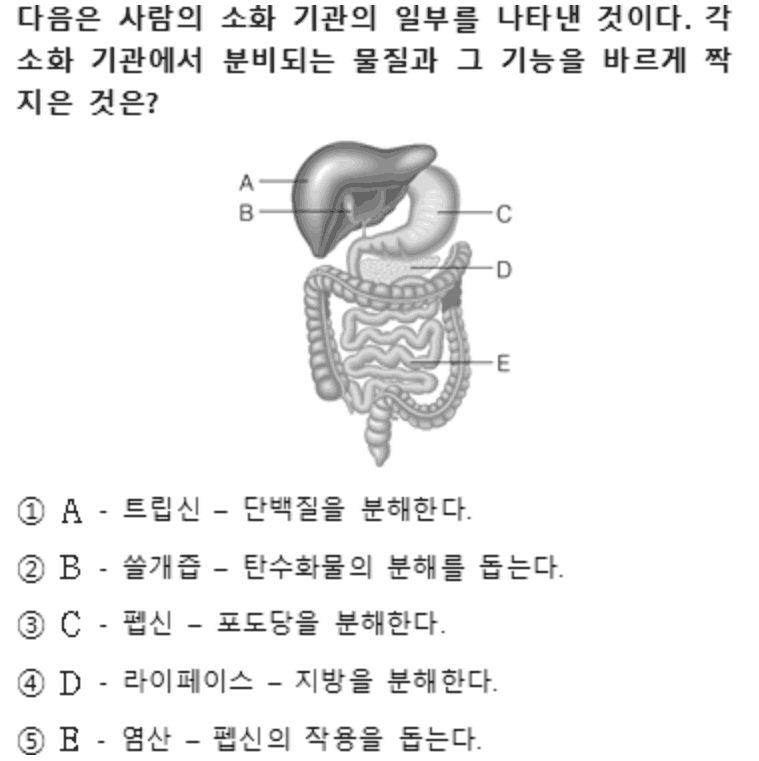 다음은 사람의 소화 기관의 일부를 나타낸 것이다. 각
소화 기관에서 분비되는 물질과 그 기능을 바르게 짝
지은 것은?
A
B
C
D
E
① A - 트립신 – 단백질을 분해한다.
② B - 쓸개즙 – 탄수화물의 분해를 돕는다.
③ C - 펩신 – 포도당을 분해한다.
④ D - 라이페이스 – 지방을 분해한다.
⑤ E - 염산 – 펩신의 작용을 돕는다.